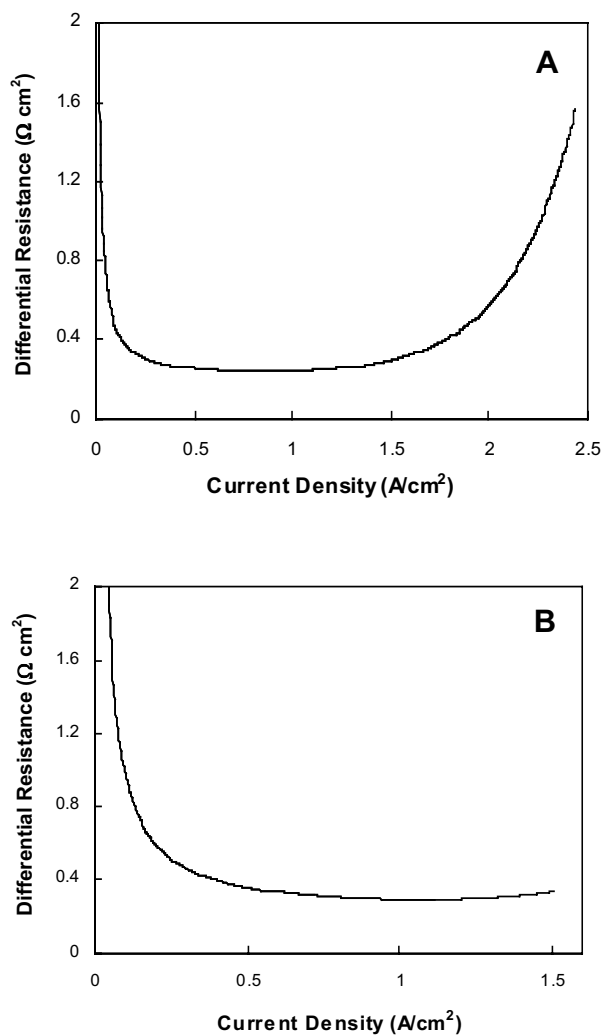 A
Differential Resistance (Ω cm²)
2
1.6
1.2
0.8
0.4
0
0 0.5 1 1.5 2 2.5
Current Density (A/cm²)
B
Differential Resistance (Ω cm²)
2
1.6
1.2
0.8
0.4
0
0 0.5 1 1.5
Current Density (A/cm²)